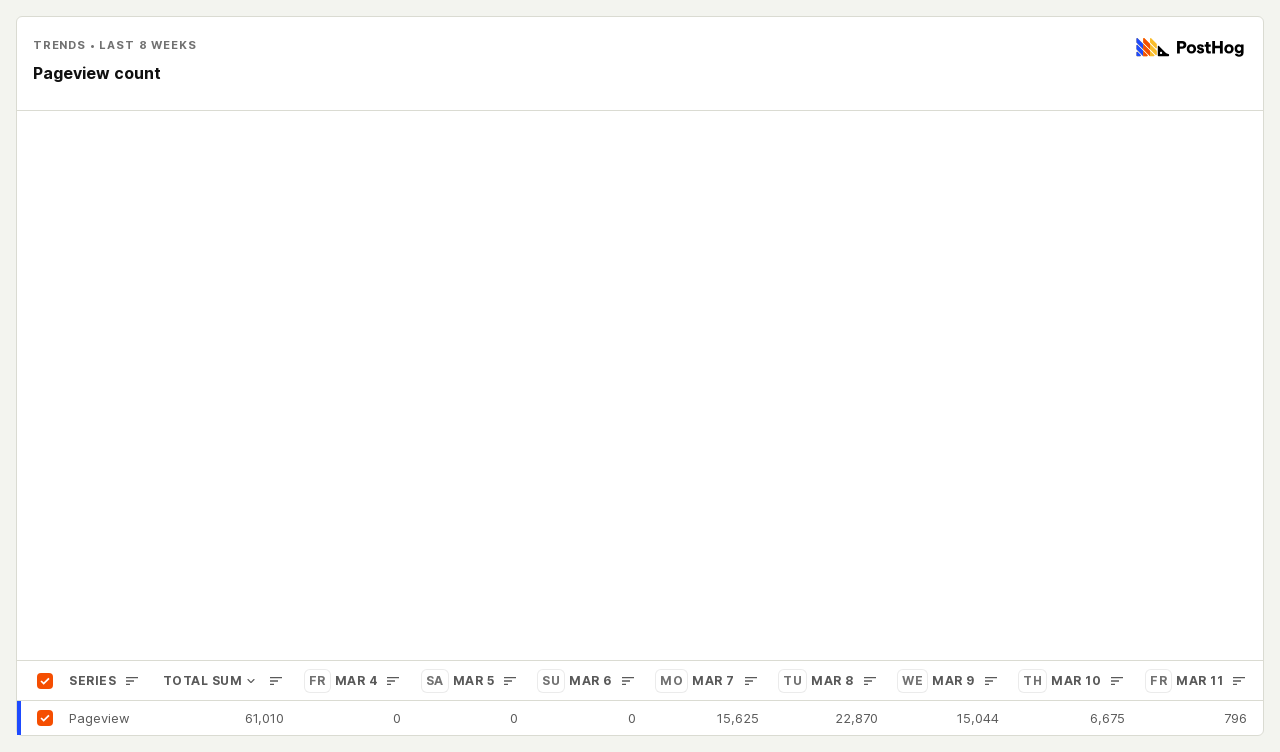 TRENDS • LAST 8 WEEKS
PostHog
Pageview count
SERIES TOTAL SUM FR MAR 4 SA MAR 5 SU MAR 6 MO MAR 7 TU MAR 8 WE MAR 9 TH MAR 10 FR MAR 11
Pageview 61,010 0 0 0 15,625 22,870 15,044 6,675 796